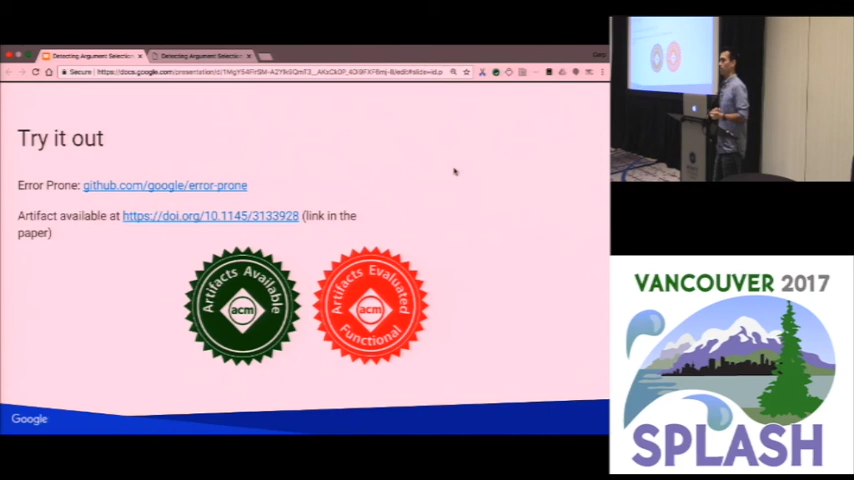 Detecting Argument Selection
Detecting Argument Selection
Secure
Try it out
Error Prone: github.com/google/error-prone
Artifact available at https://doi.org/10.1145/3133928 (link in the
paper)
Artifacts Available
acm
Artifacts Evaluated
acm
Functional
Google
VANCOUVER 2017
SPLASH